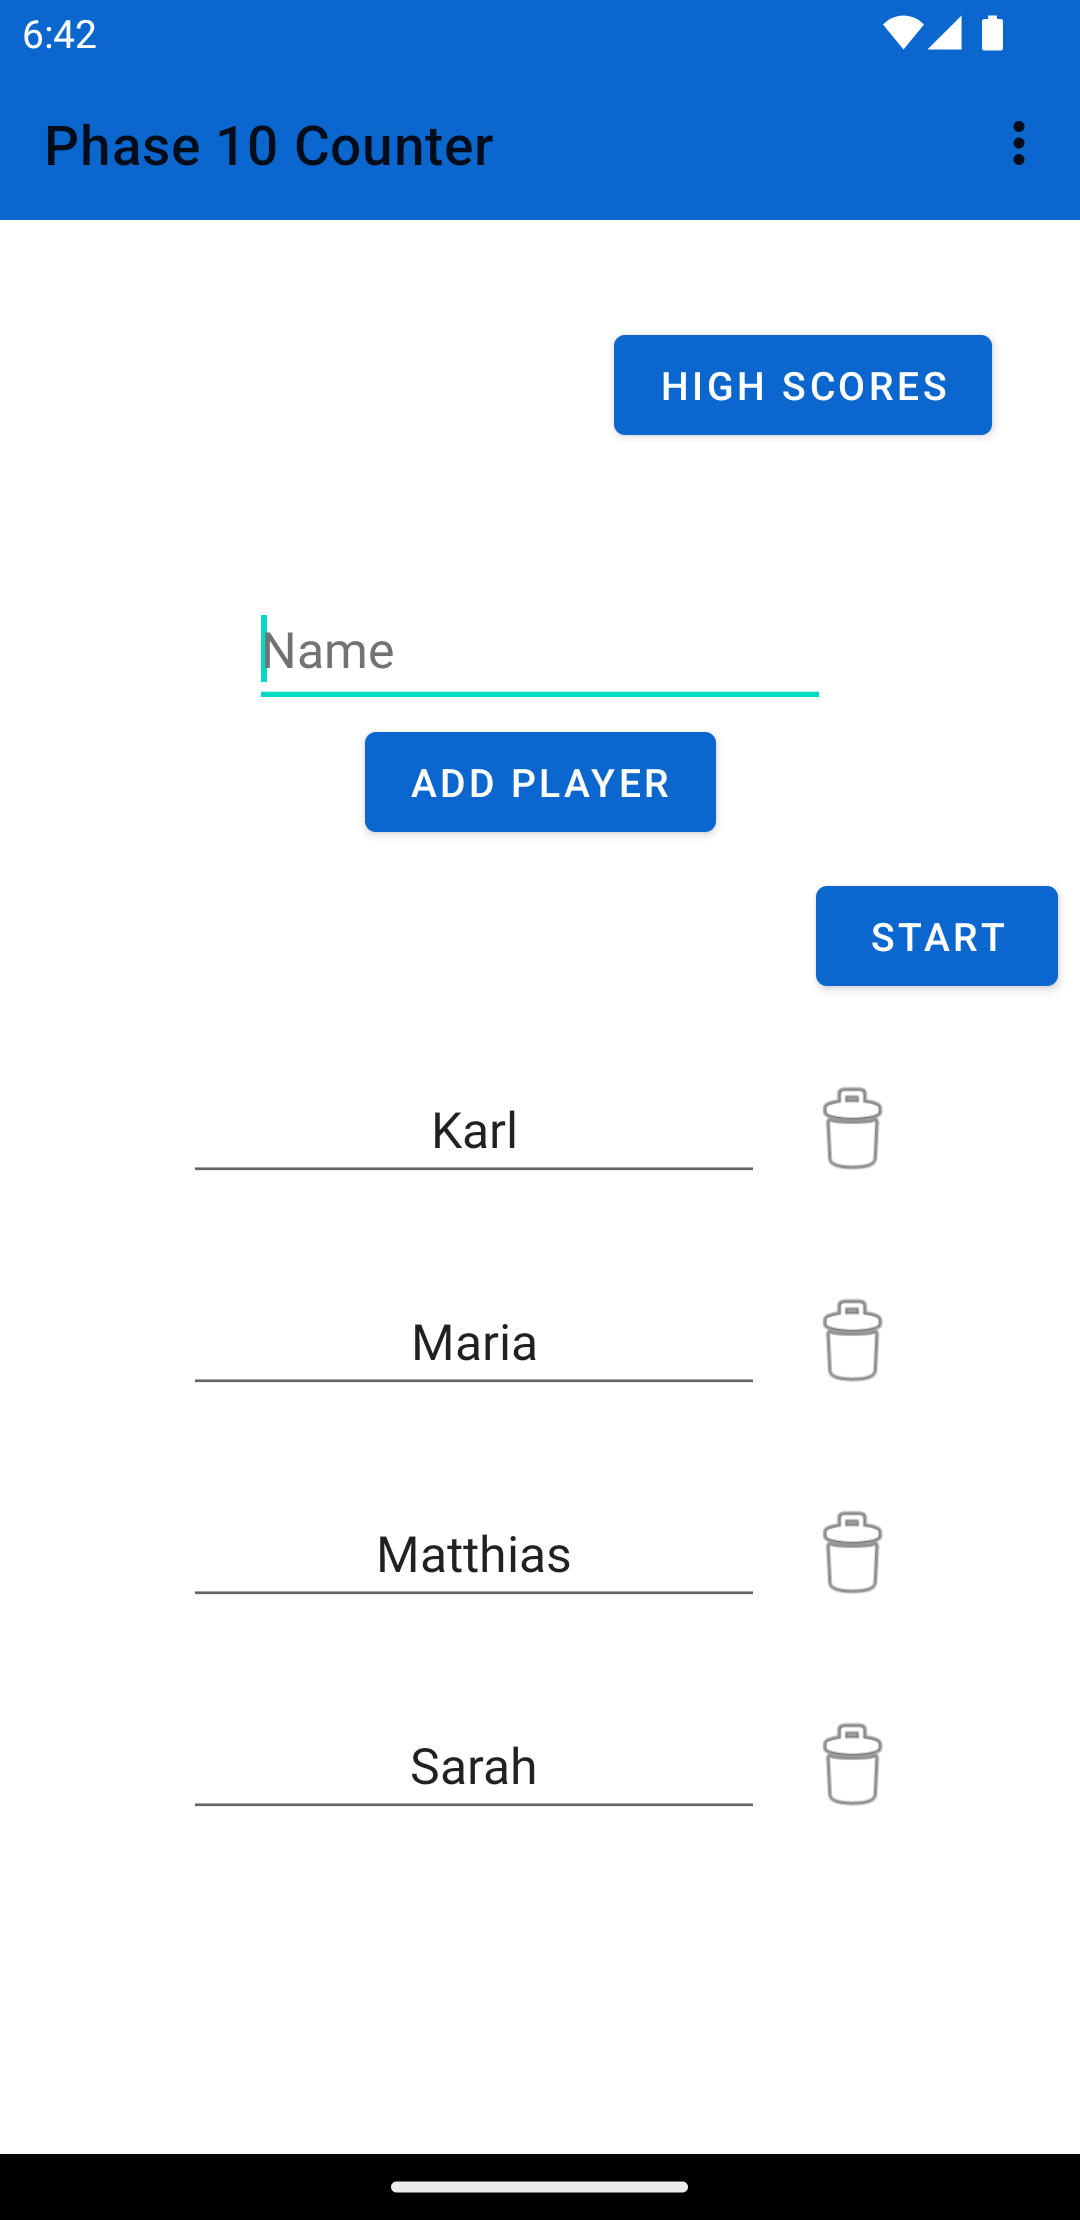 6:42
Phase 10 Counter
HIGH SCORES
Name
ADD PLAYER
START
Karl
Maria
Matthias
Sarah